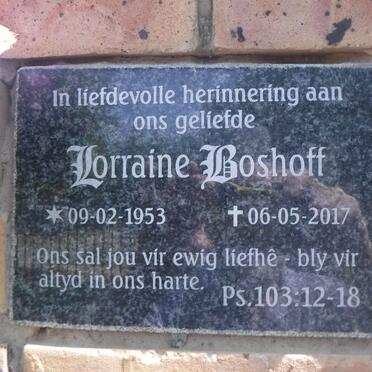 In liefdevolle herinnering aan
ons geliefde
Lorraine Boshoff
*09-02-1953 ✝06-05-2017
Ons sal jou vir ewig liefhê - bly vir
altyd in ons harte.
Ps.103:12-18